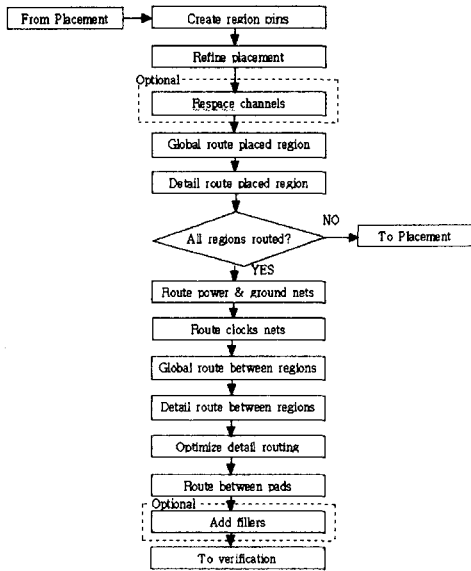 From Placement
Create region pins
Refine placement
Optional
Respace channels
Global route placed region
Detail route placed region
All regions routed?
NO
To Placement
YES
Route power & ground nets
Route clocks nets
Global route between regions
Detail route between regions
Optimize detail routing
Route between pads
Optional
Add fillers
To verification